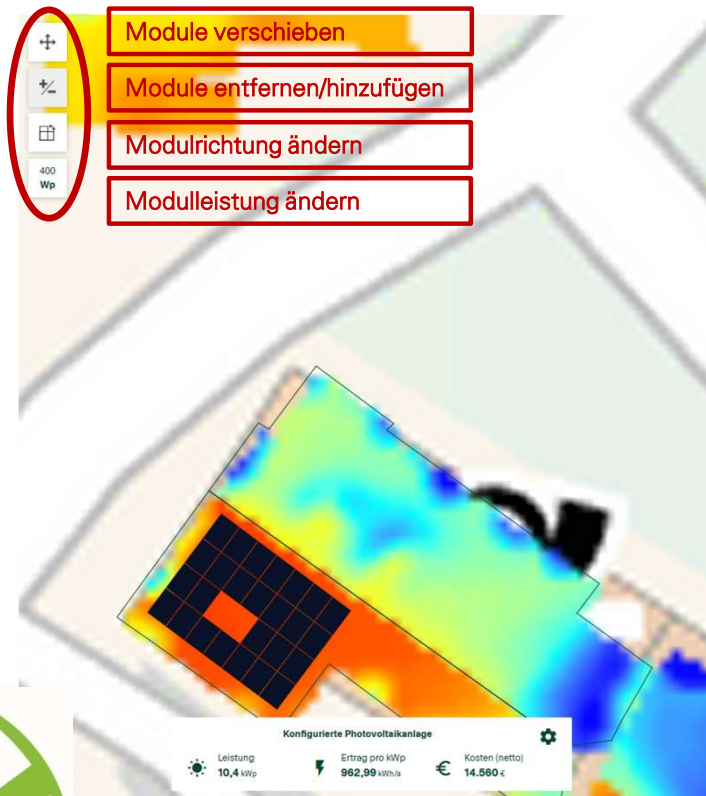 Module verschieben
Module entfernen/hinzufügen
Modulrichtung ändern
400
Wp
Modulleistung ändern
Konfigurierte Photovoltaikanlage
Leistung
10,4 kWp
Ertrag pro kWp
962,99 kWh/a
Kosten (netto)
14.560 €